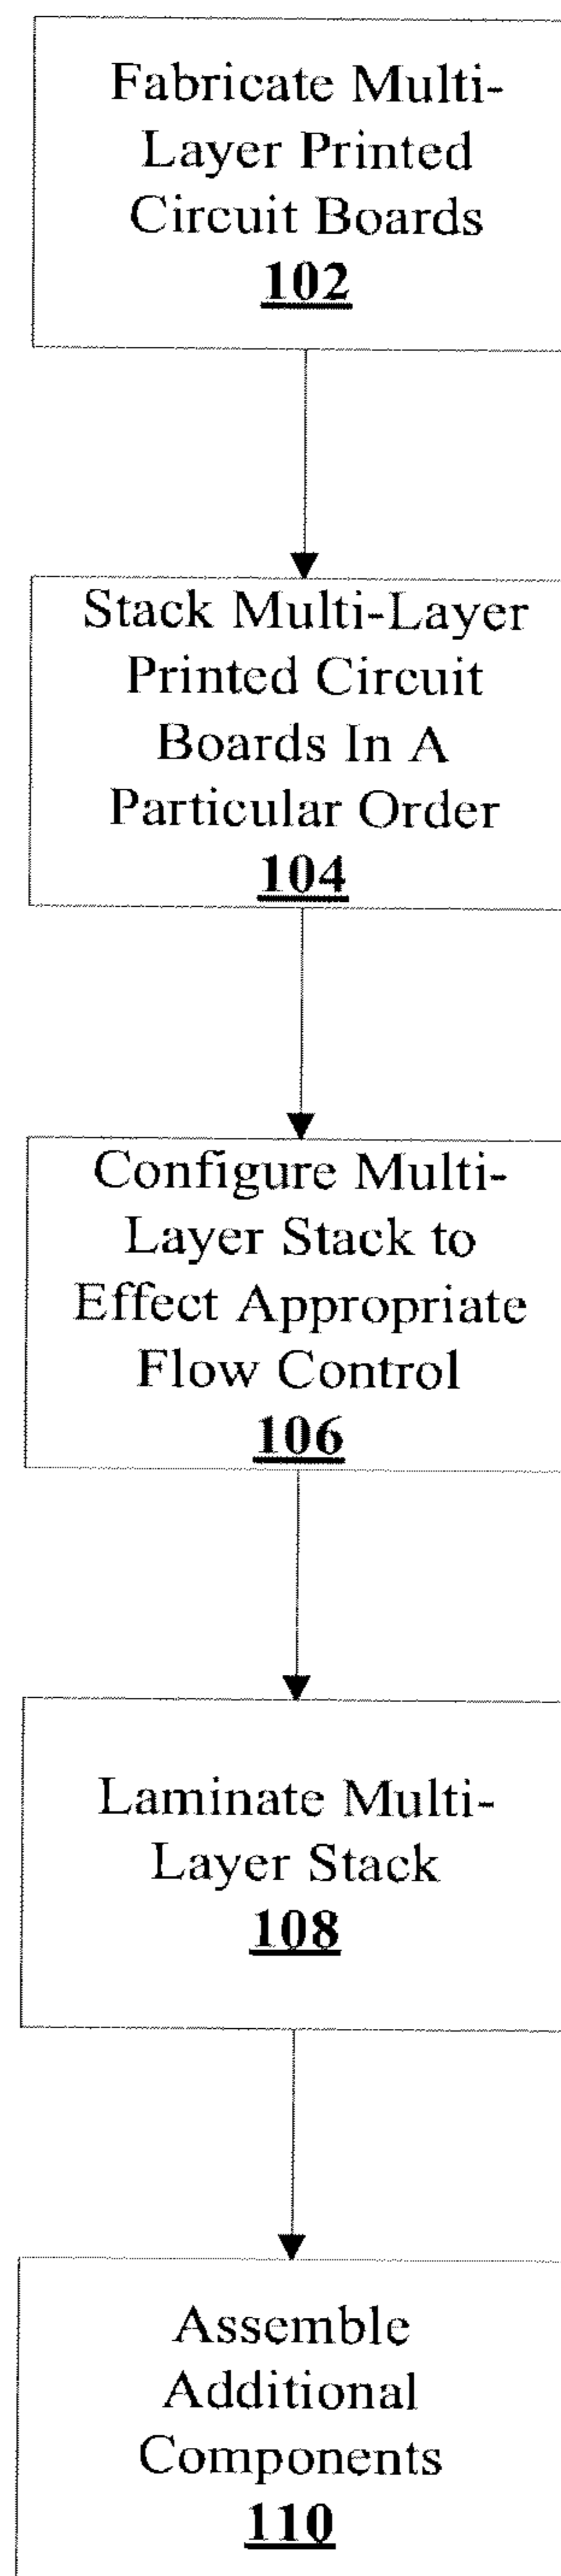 Fabricate Multi-
Layer Printed
Circuit Boards
102
Stack Multi-Layer
Printed Circuit
Boards In A
Particular Order
104
Configure Multi-
Layer Stack to
Effect Appropriate
Flow Control
106
Laminate Multi-
Layer Stack
108
Assemble
Additional
Components
110